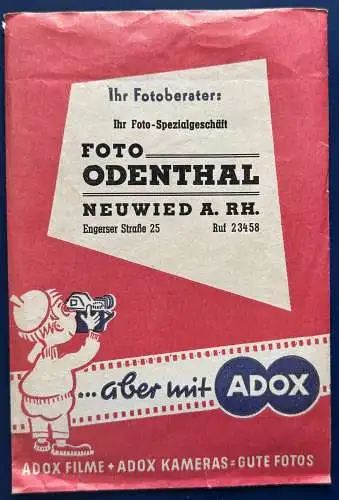 Ihr Fotoberater:
Ihr Foto-Spezialgeschäft
FOTO
ODENTHAL
NEUWIED A. RH.
Engerser Straße 25 Ruf 23458
...aber mit ADOX
ADOX FILME + ADOX KAMERAS = GUTE FOTOS